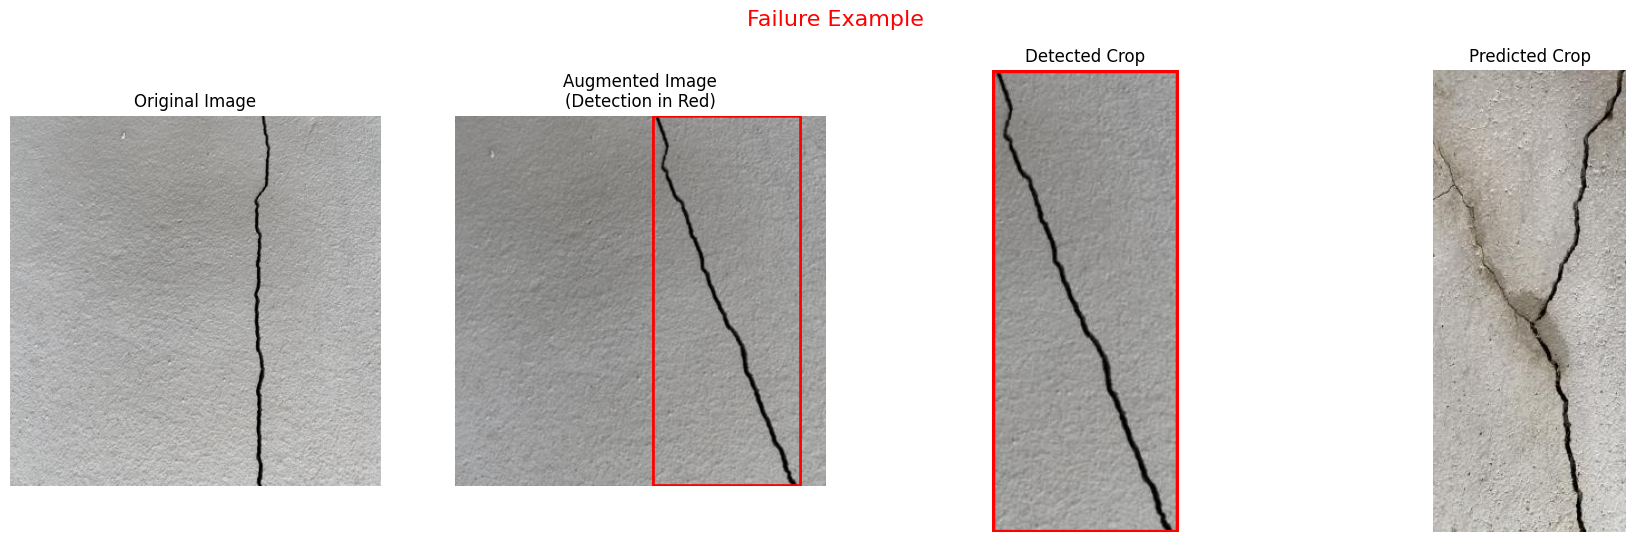 Failure Example
Original Image
Augmented Image
(Detection in Red)
Detected Crop
Predicted Crop